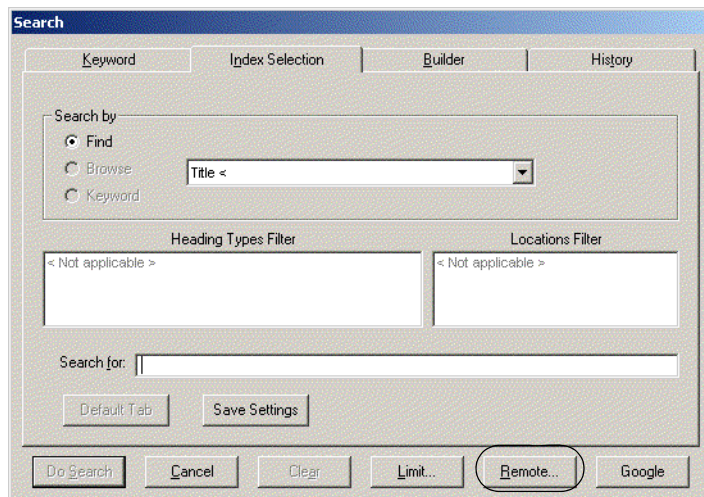 Search
Keyword Index Selection Builder History
Search by
Find
Browse
Title <
Keyword
Heading Types Filter Locations Filter
< Not applicable > < Not applicable >
Search for:
Default Tab Save Settings
Do Search Cancel Clear Limit... Remote... Google